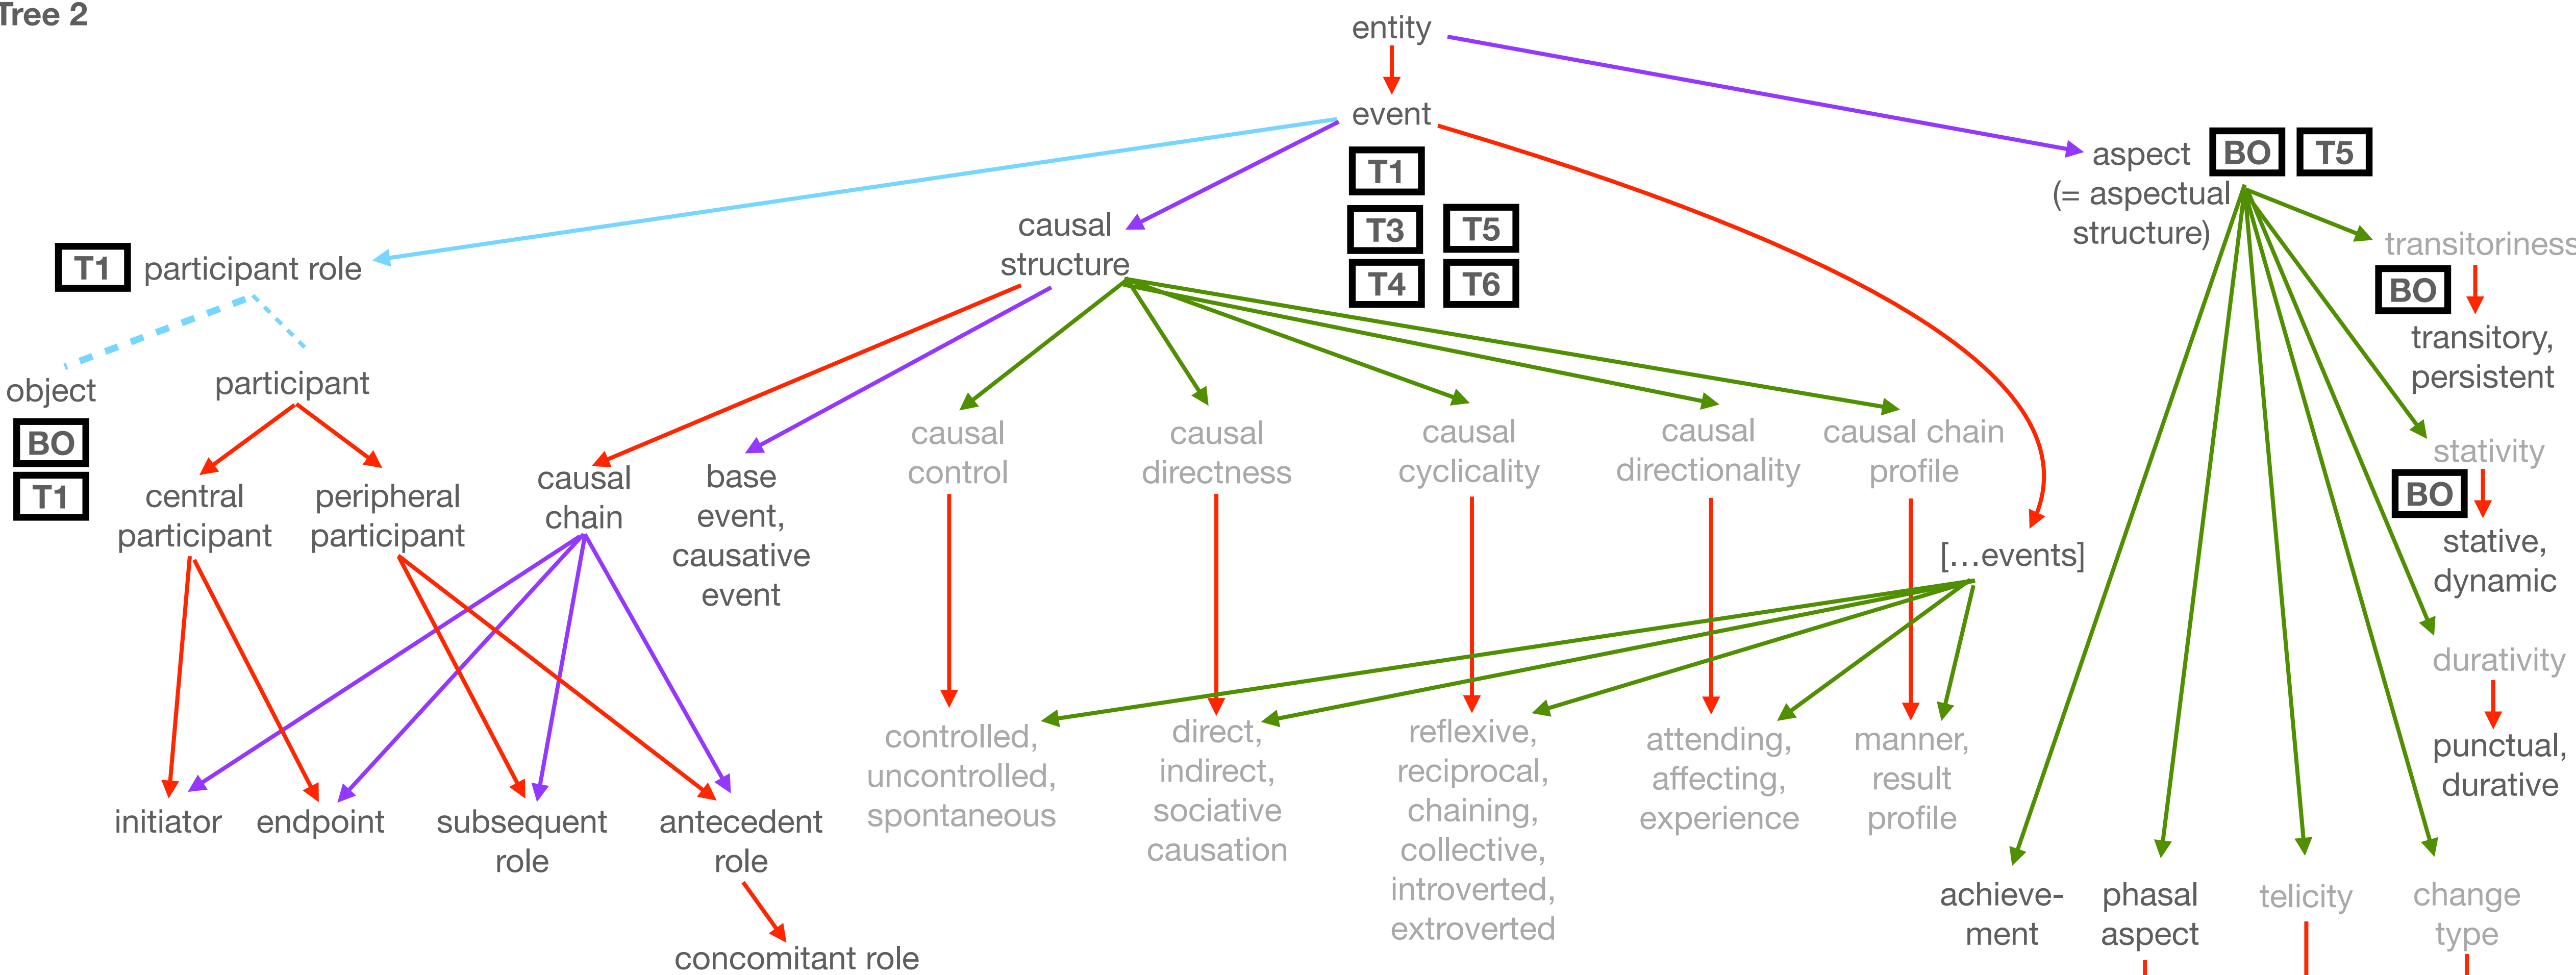 Tree 2
entity
event
T1
T3 T5
T4 T6
aspect BO T5
(= aspectual
structure)
causal
structure
T1 participant role
object
BO
T1
participant
central
participant
peripheral
participant
causal
chain
base
event,
causative
event
causal
control
causal
directness
causal
cyclicality
causal
directionality
causal chain
profile
[...events]
transitoriness
BO
transitory,
persistent
stativity
BO
stative,
dynamic
durativity
punctual,
durative
initiator
endpoint
subsequent
role
antecedent
role
concomitant role
controlled,
uncontrolled,
spontaneous
direct,
indirect,
sociative
causation
reflexive,
reciprocal,
chaining,
collective,
introverted,
extroverted
attending,
affecting,
experience
manner,
result
profile
achieve-
ment
phasal
aspect
telicity
change
type